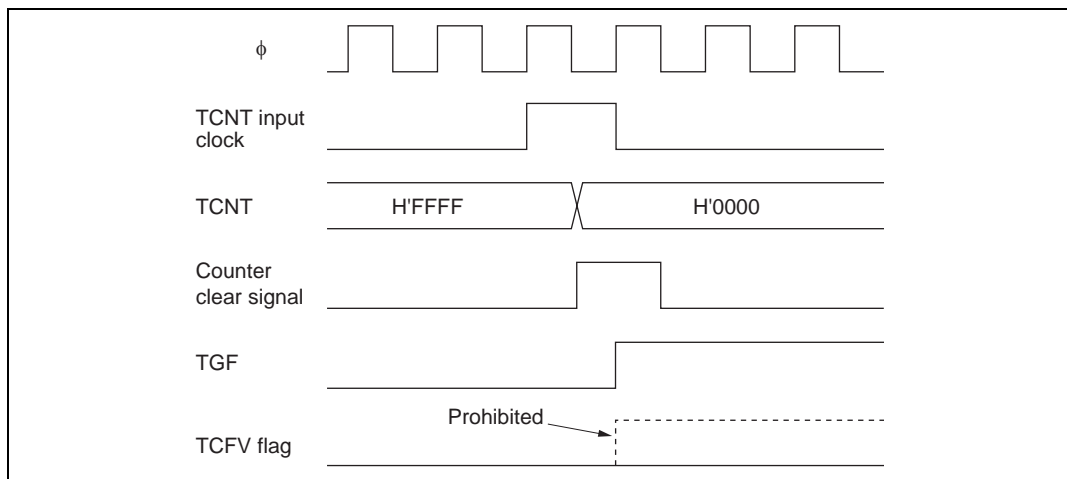 ϕ
TCNT input
clock
TCNT
H'FFFF
H'0000
Counter
clear signal
TGF
Prohibited
TCFV flag